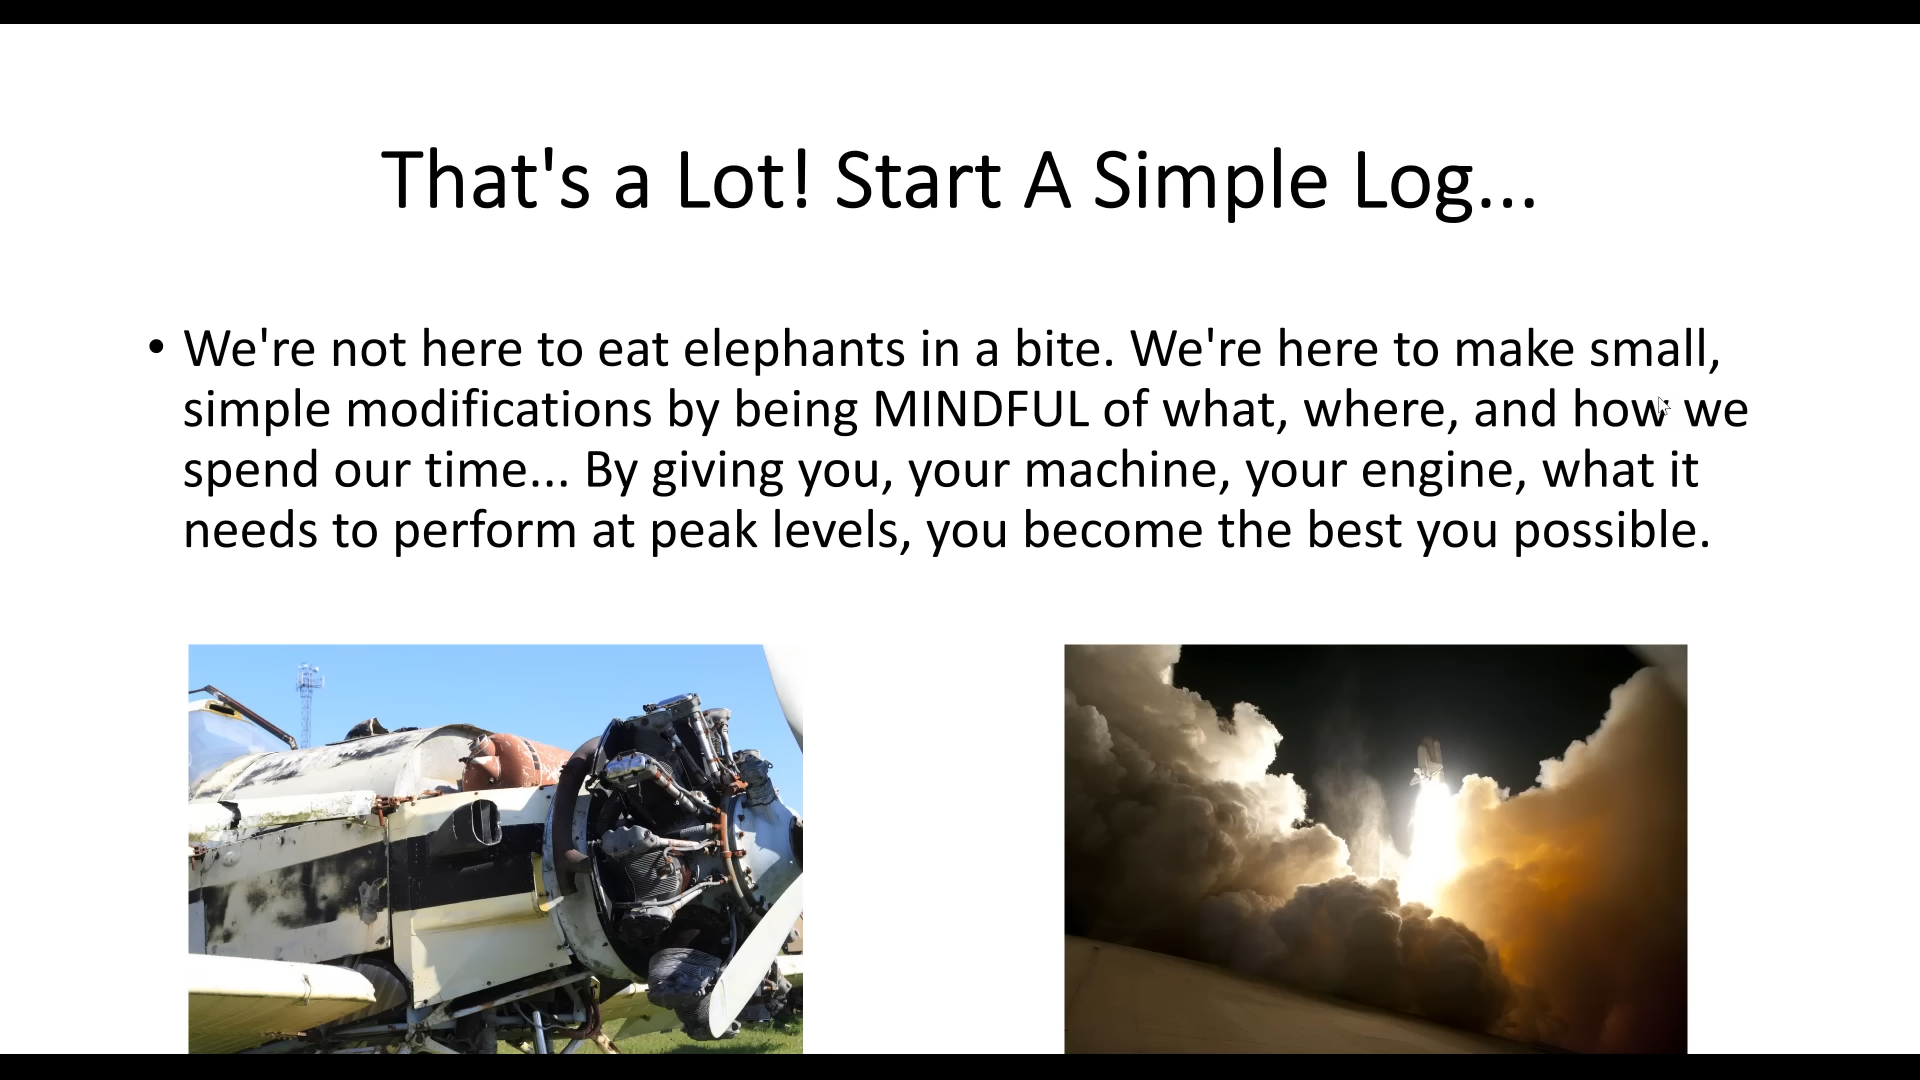 That's a Lot! Start A Simple Log...
• We're not here to eat elephants in a bite. We're here to make small,
simple modifications by being MINDFUL of what, where, and how we
spend our time... By giving you, your machine, your engine, what it
needs to perform at peak levels, you become the best you possible.